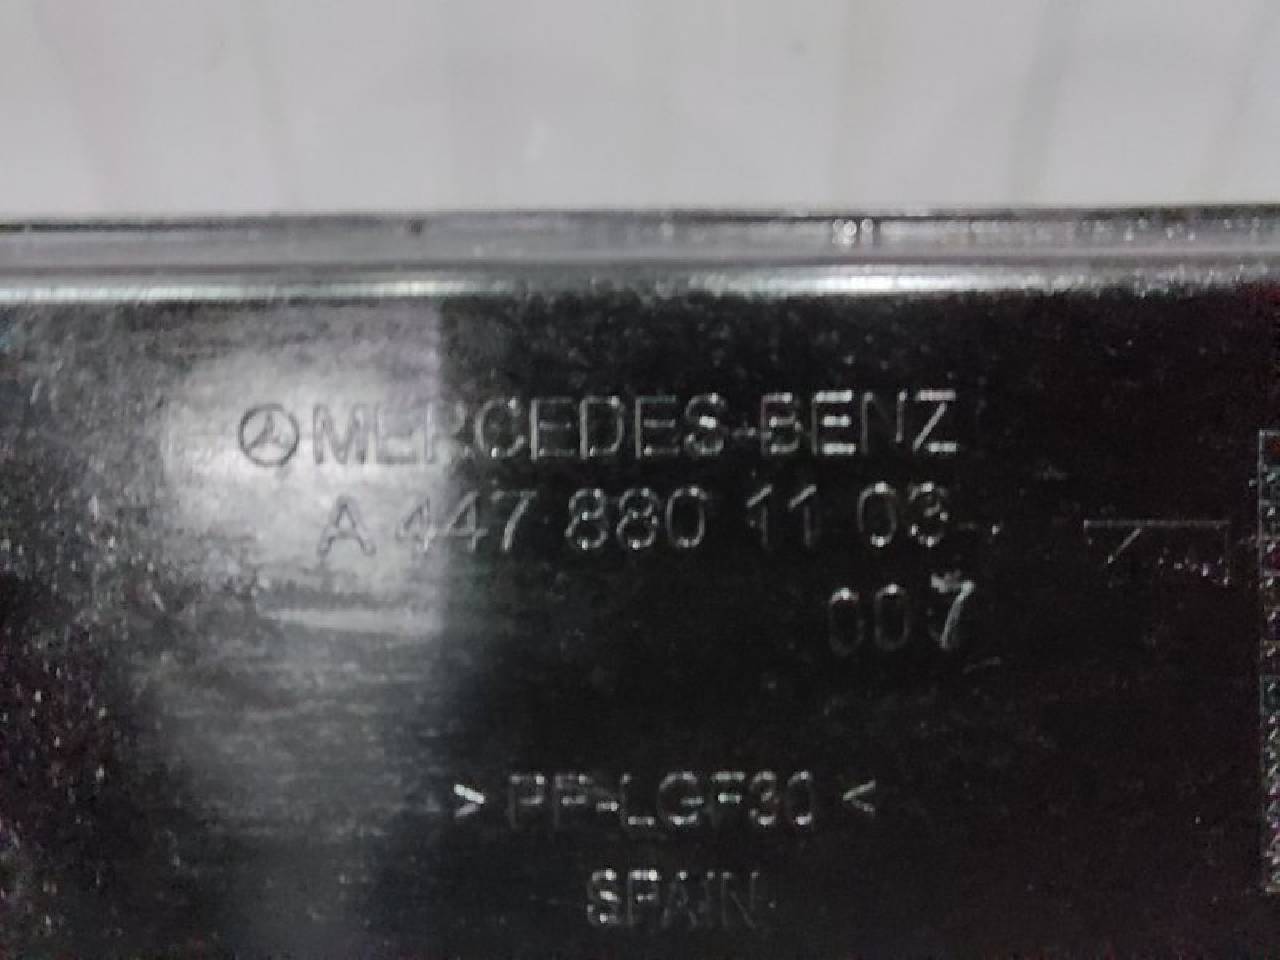 MERCEDES-BENZ
A 447 880 11 03
007
>PP-LGF30<
SPAIN